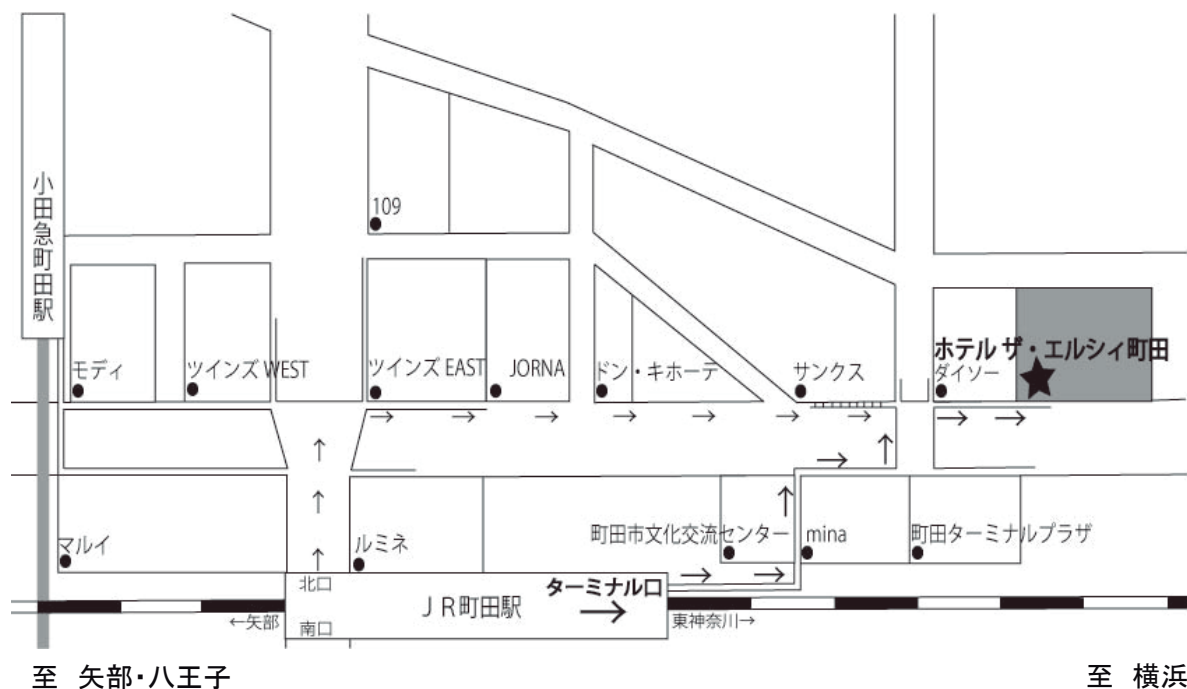 小田急町田駅
109
ホテル ザ・エルシィ町田
モディ
ツインズ WEST
ツインズ EAST
JORNA
ドン・キホーテ
サンクス
ダイソー
マルイ
ルミネ
町田市文化交流センター
mina
町田ターミナルプラザ
北口
ターミナル口
ＪＲ町田駅
←矢部
南口
東神奈川→
至 矢部・八王子
至 横浜